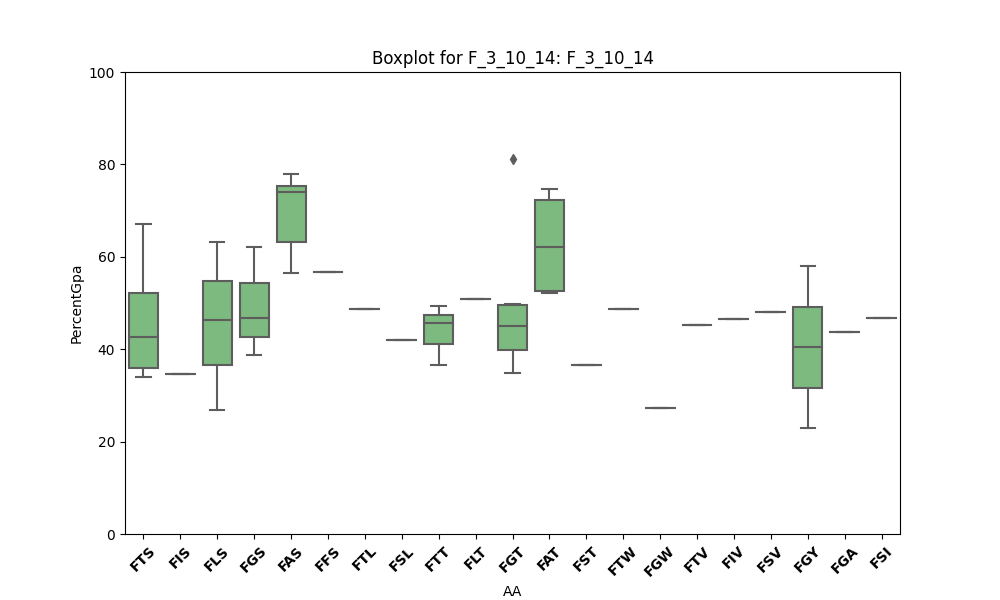 Boxplot for F_3_10_14: F_3_10_14
100
80
60
40
20
0
PercentGpa
FTS FIS FLS FGS FAS FFS FTL FSL FTT FLT FGT FAT FST FTW FGW FTV FIV FSV FGY FGA FSI
AA